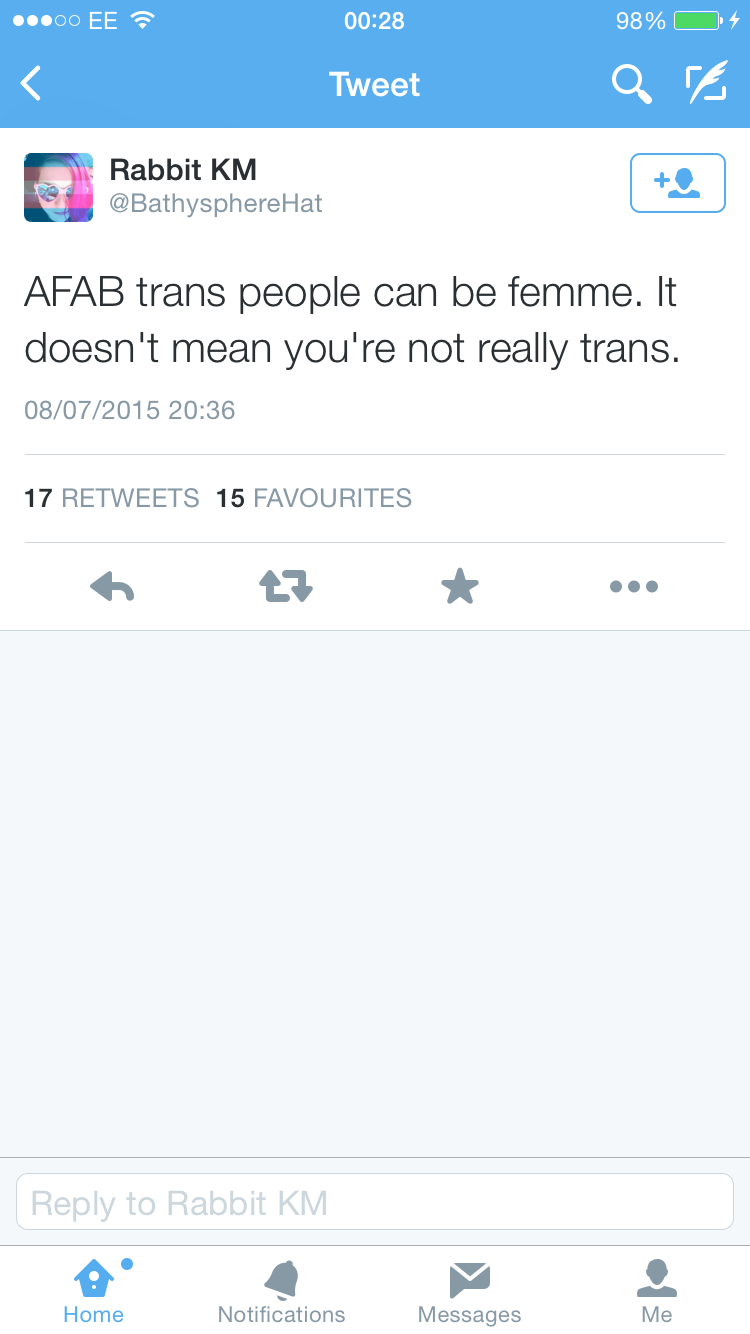 EE 00:28 98%
Tweet
Rabbit KM
@BathysphereHat
AFAB trans people can be femme. It
doesn't mean you're not really trans.
08/07/2015 20:36
17 RETWEETS 15 FAVOURITES
Reply to Rabbit KM
Home Notifications Messages Me